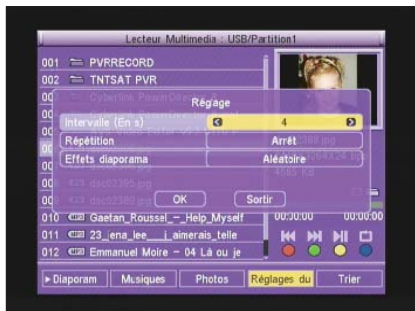 Lecteur Multimedia : USB/Partition1
001 PVRRECORD
002 TNTSAT PVR
Réglage
Intervalle (En s) 4
Répétition Arrêt
Effets diaporama Aléatoire
OK Sortir
010 Gaetan_Roussel_-_Help_Myself
011 23_jena_lee___j_aimerais_telle
012 Emmanuel Moire - 04 Là ou je
00:30:00 00:00:00
Diaporam Musiques Photos Réglages du Trier